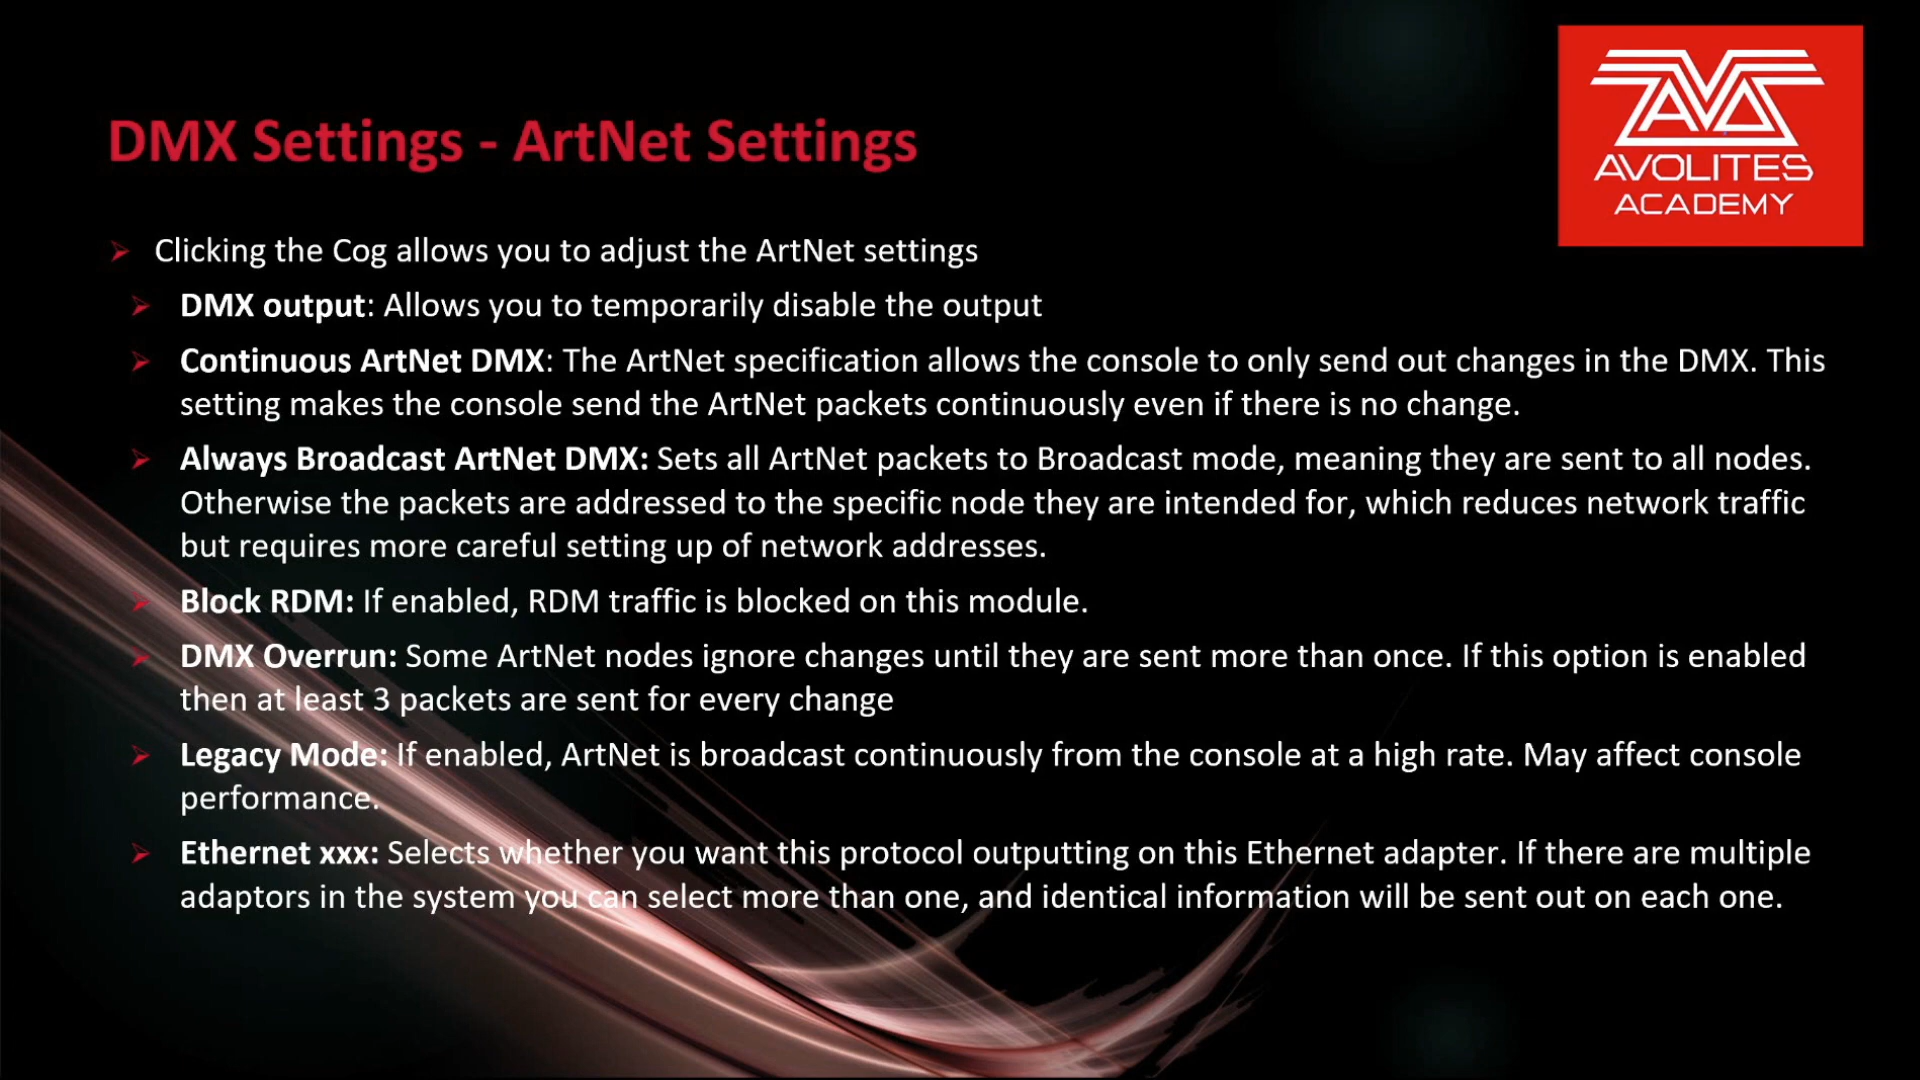 DMX Settings - ArtNet Settings
AVOLITES
ACADEMY
Clicking the Cog allows you to adjust the ArtNet settings
DMX output: Allows you to temporarily disable the output
Continuous ArtNet DMX: The ArtNet specification allows the console to only send out changes in the DMX. This
setting makes the console send the ArtNet packets continuously even if there is no change.
Always Broadcast ArtNet DMX: Sets all ArtNet packets to Broadcast mode, meaning they are sent to all nodes.
Otherwise the packets are addressed to the specific node they are intended for, which reduces network traffic
but requires more careful setting up of network addresses.
Block RDM: If enabled, RDM traffic is blocked on this module.
DMX Overrun: Some ArtNet nodes ignore changes until they are sent more than once. If this option is enabled
then at least 3 packets are sent for every change
Legacy Mode: If enabled, ArtNet is broadcast continuously from the console at a high rate. May affect console
performance.
Ethernet xxx: Selects whether you want this protocol outputting on this Ethernet adapter. If there are multiple
adaptors in the system you can select more than one, and identical information will be sent out on each one.